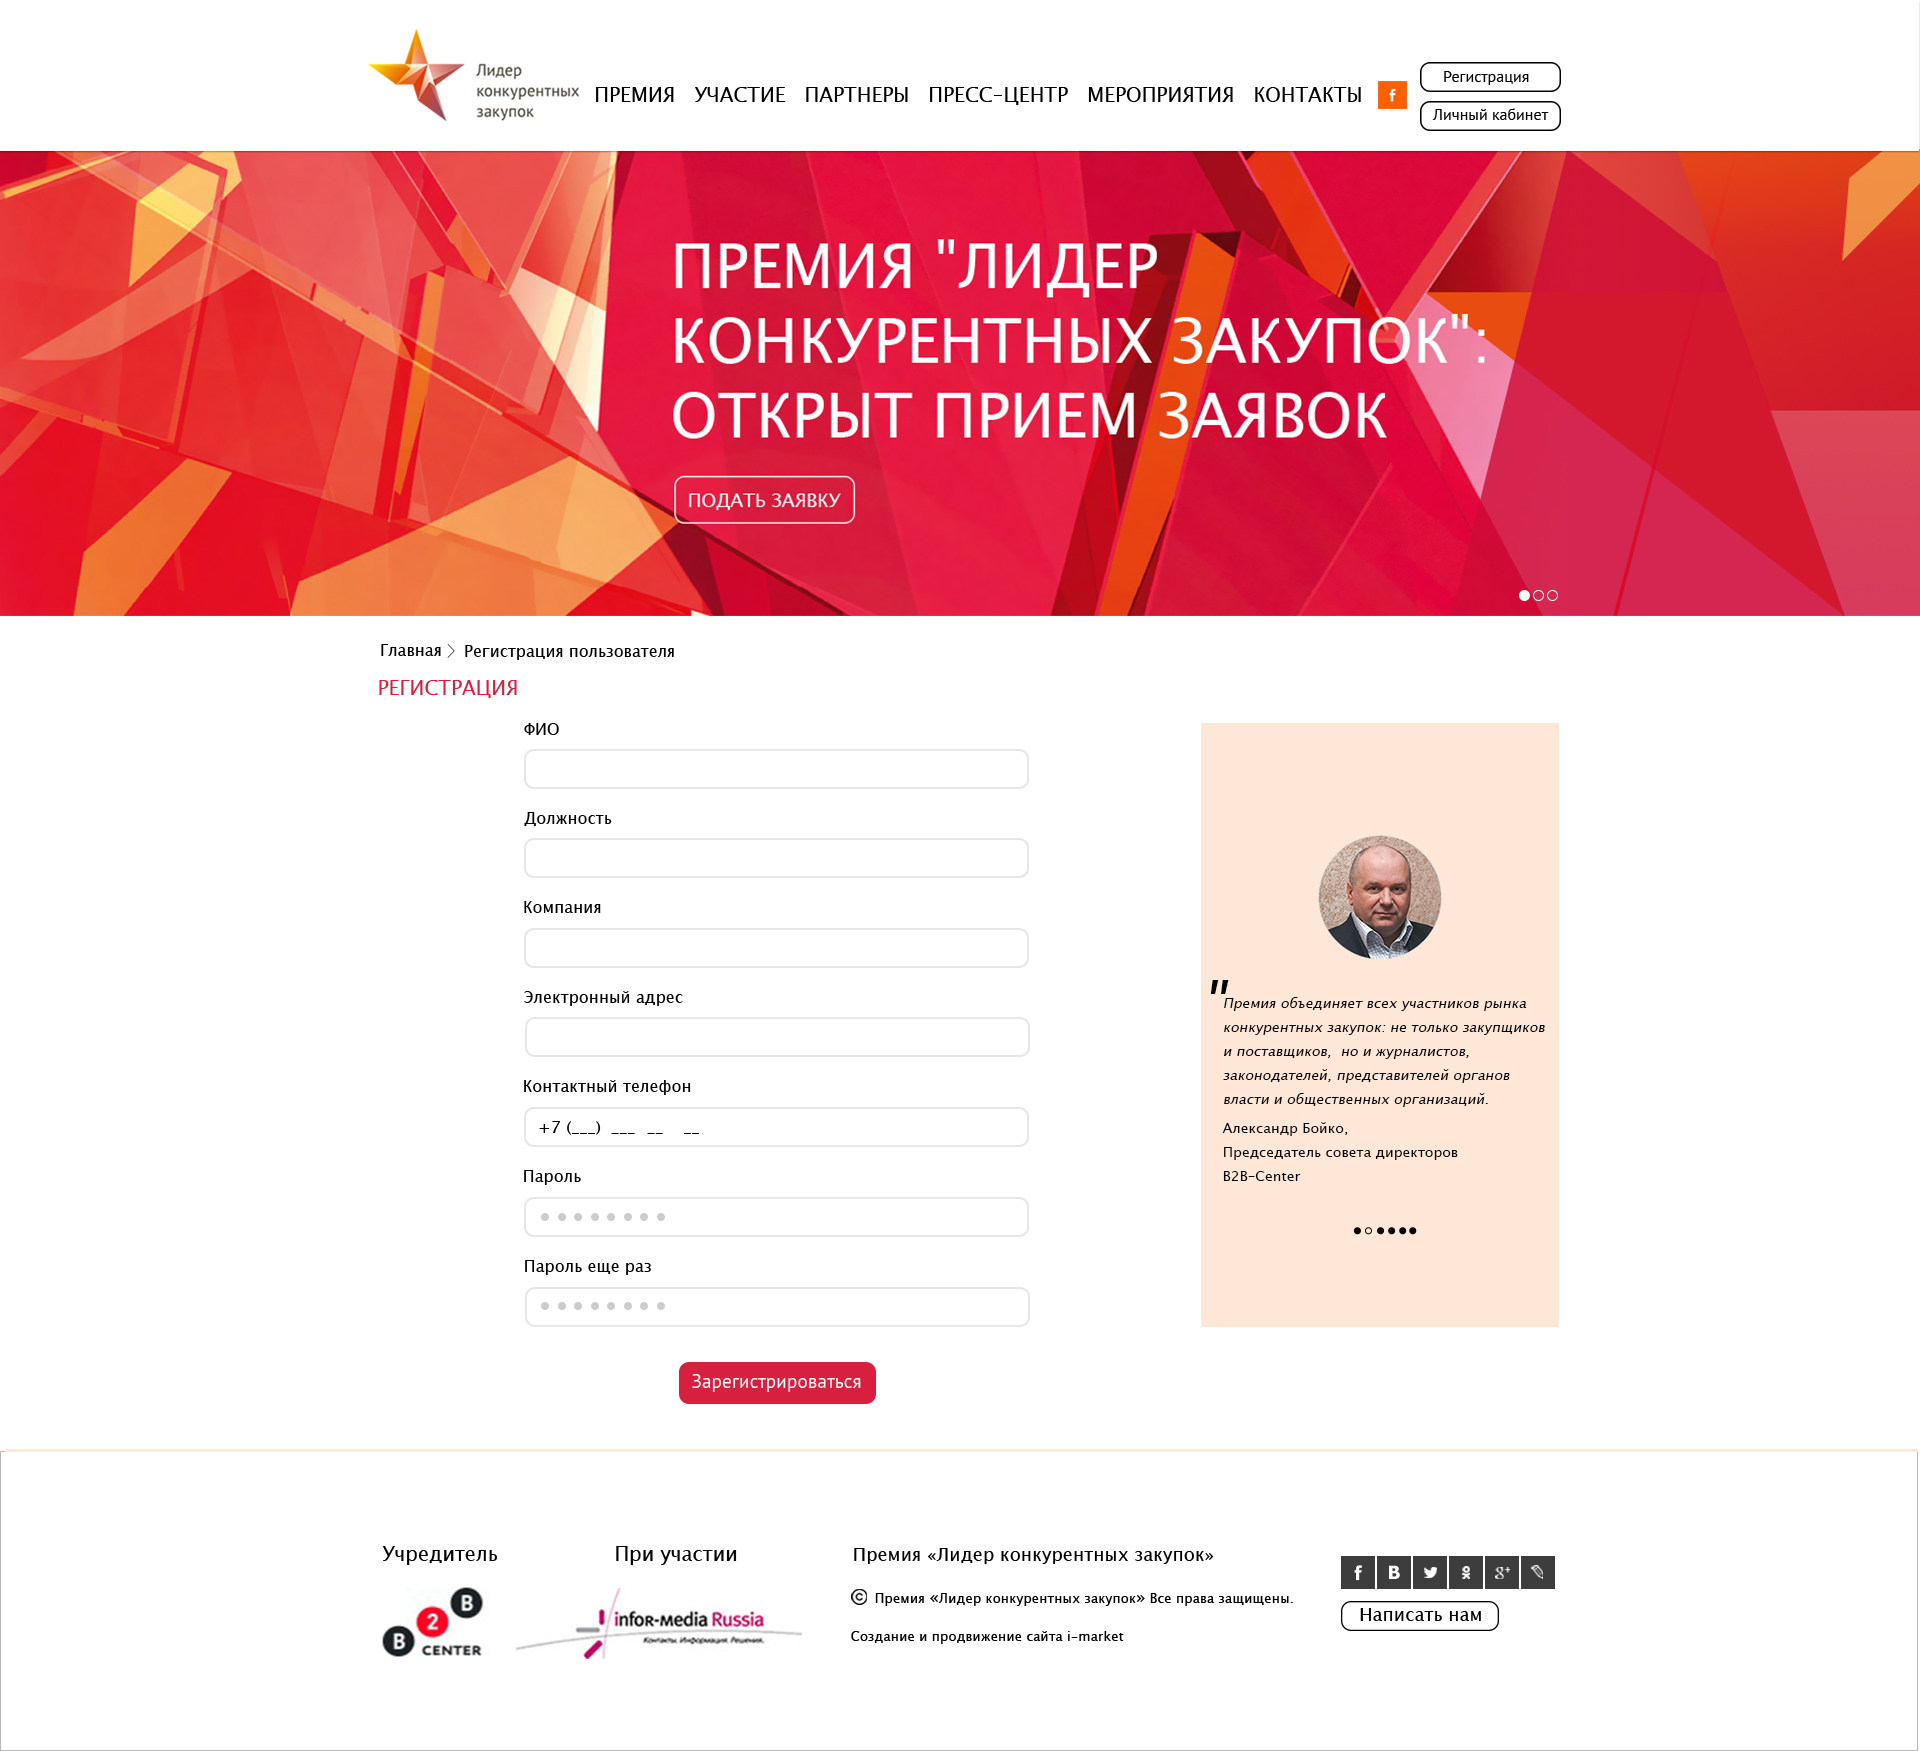 Лидер
конкурентных
закупок
ПРЕМИЯ УЧАСТИЕ ПАРТНЕРЫ ПРЕСС-ЦЕНТР МЕРОПРИЯТИЯ КОНТАКТЫ
Регистрация
Личный кабинет
ПРЕМИЯ "ЛИДЕР
КОНКУРЕНТНЫХ ЗАКУПОК":
ОТКРЫТ ПРИЕМ ЗАЯВОК
ПОДАТЬ ЗАЯВКУ
Главная > Регистрация пользователя
РЕГИСТРАЦИЯ
ФИО
Должность
Компания
Электронный адрес
Контактный телефон
+7 (___) ___ __ __
Пароль
Пароль еще раз
Зарегистрироваться
"Премия объединяет всех участников рынка
конкурентных закупок: не только закупщиков
и поставщиков, но и журналистов,
законодателей, представителей органов
власти и общественных организаций.
Александр Бойко,
Председатель совета директоров
B2B-Center
Учредитель
B2B
CENTER
При участии
infor-media Russia
Контакты. Информация. Решения.
Премия «Лидер конкурентных закупок»
© Премия «Лидер конкурентных закупок» Все права защищены.
Создание и продвижение сайта i-market
Написать нам